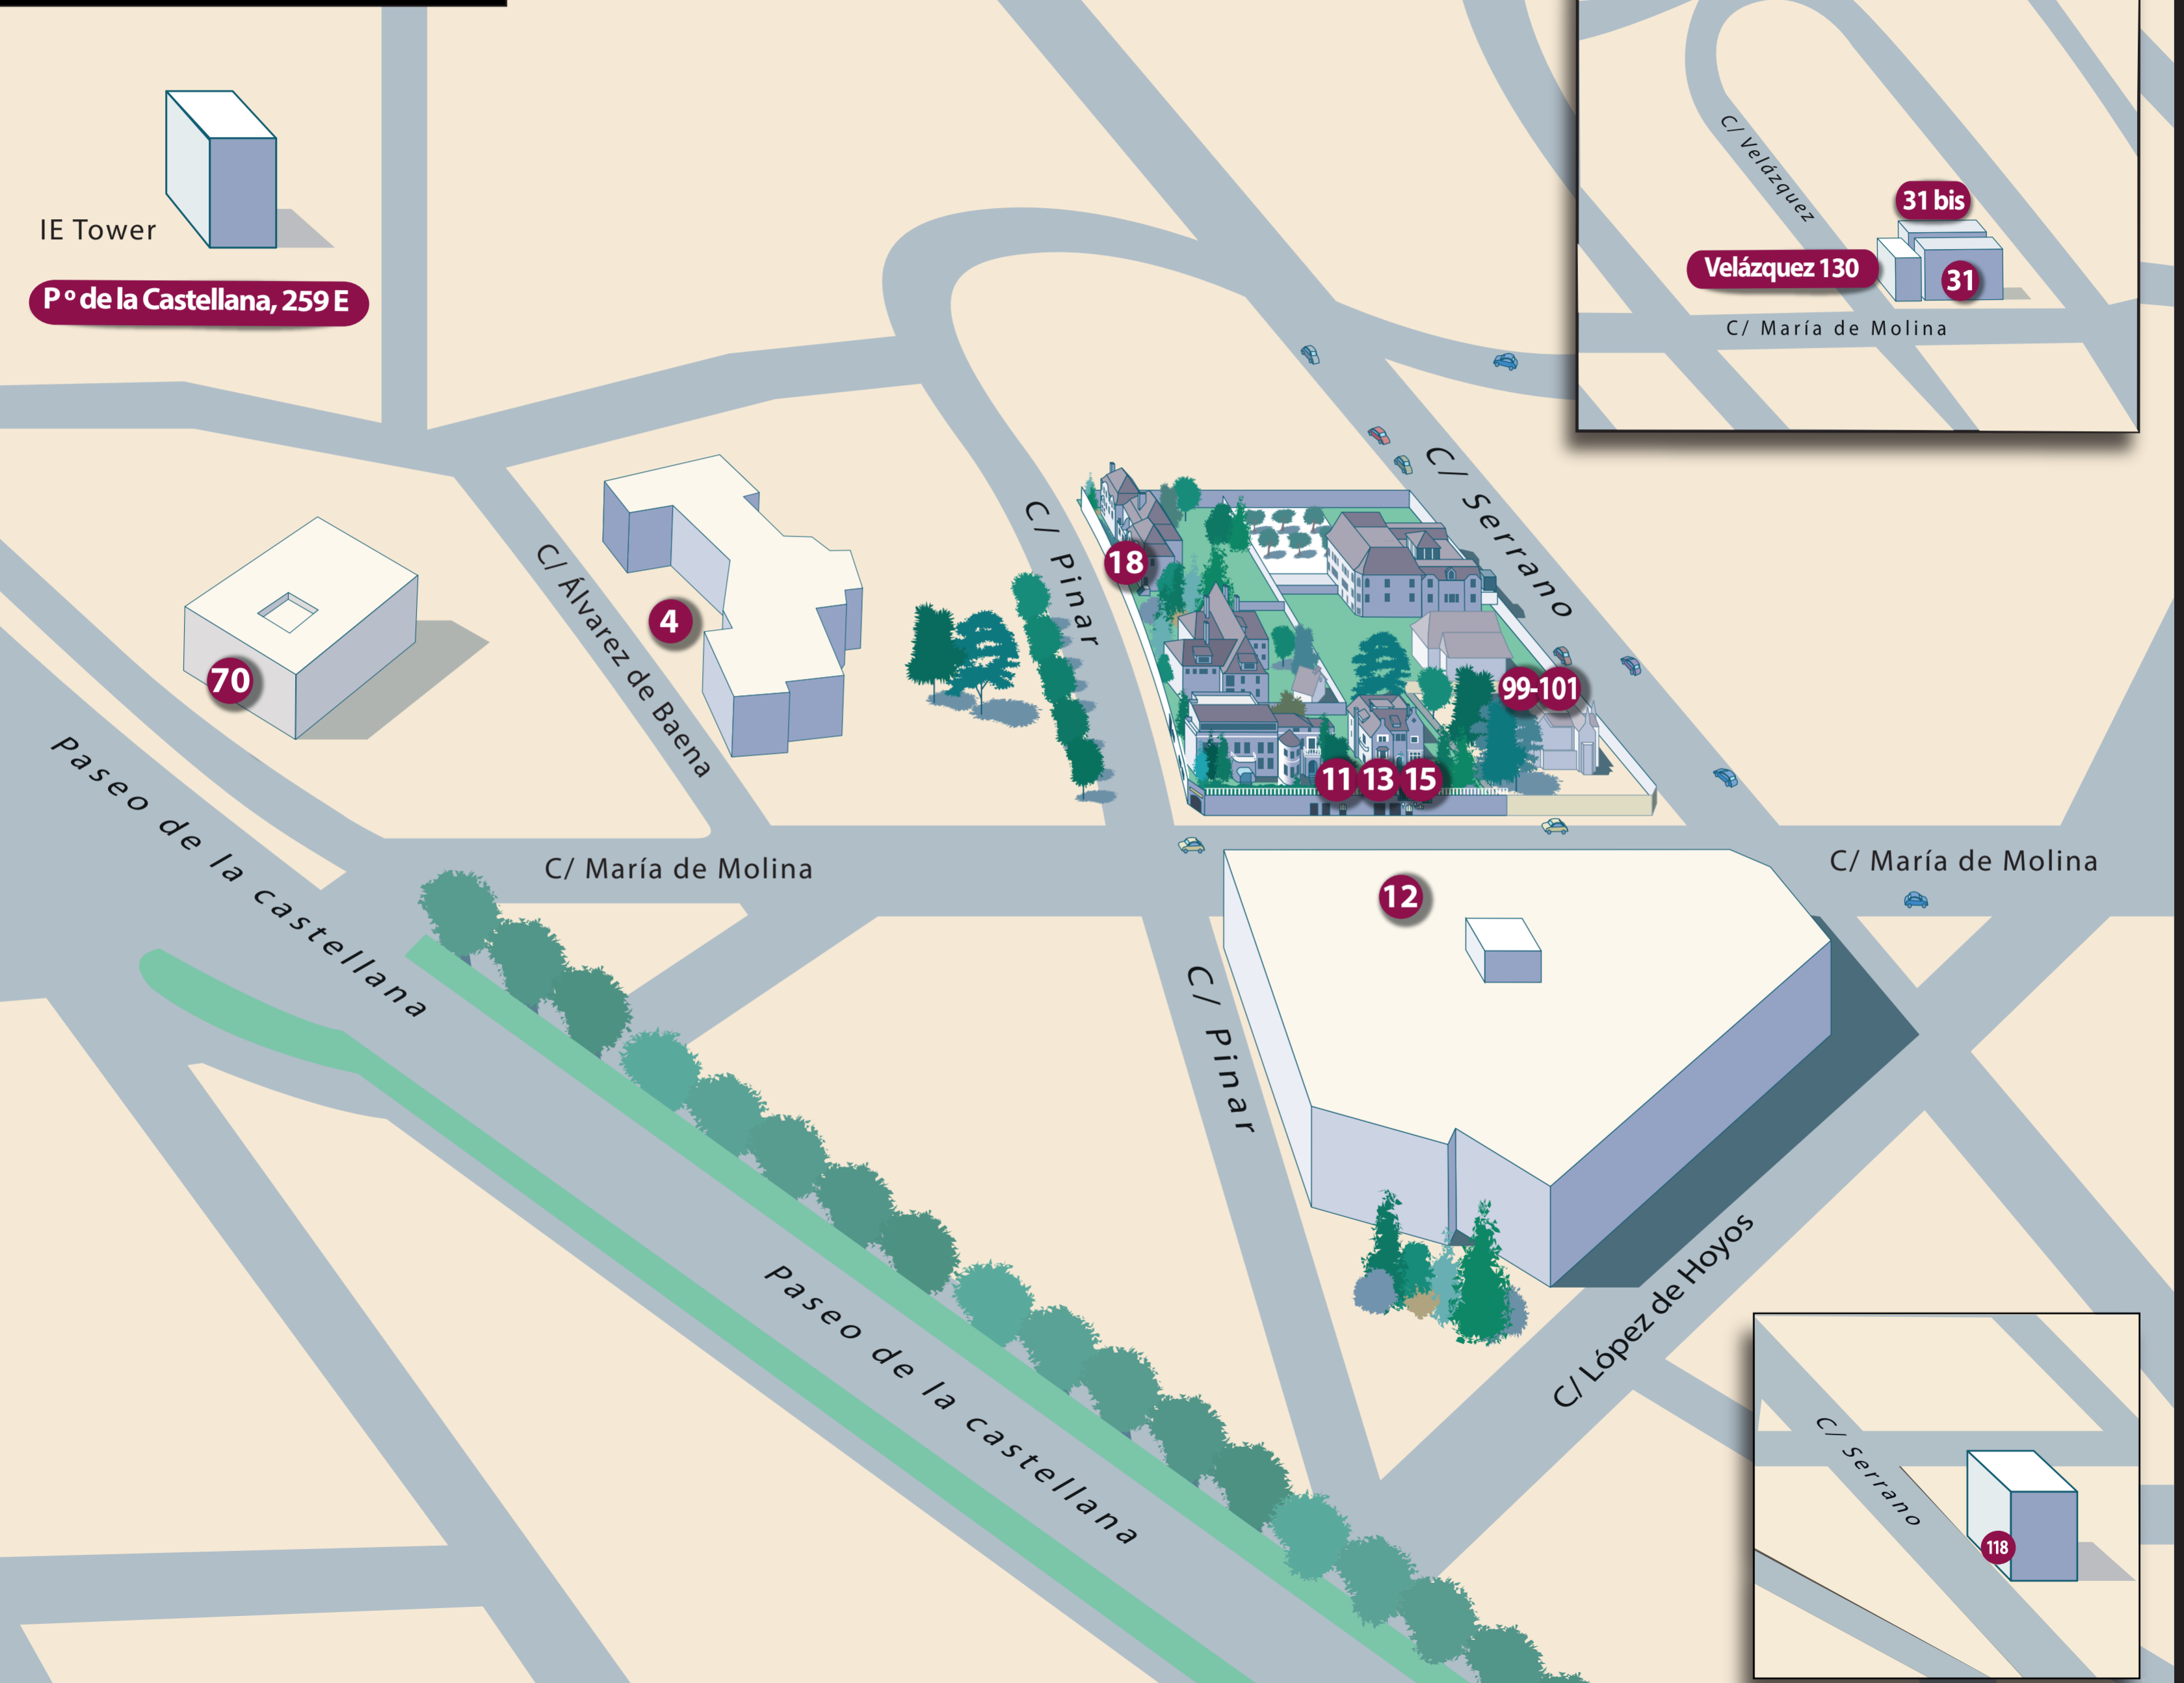 C/ Velázquez
31 bis
IE Tower
Velázquez 130
31
Pº de la Castellana, 259 E
C/ María de Molina
C/ Serrano
C/ Pinar
18
C/ Álvarez de Baena
4
70
99-101
11 13 15
Paseo de la castellana
C/ María de Molina
C/ María de Molina
12
C/ Pinar
C/ López de Hoyos
Paseo de la castellana
C/ Serrano
118